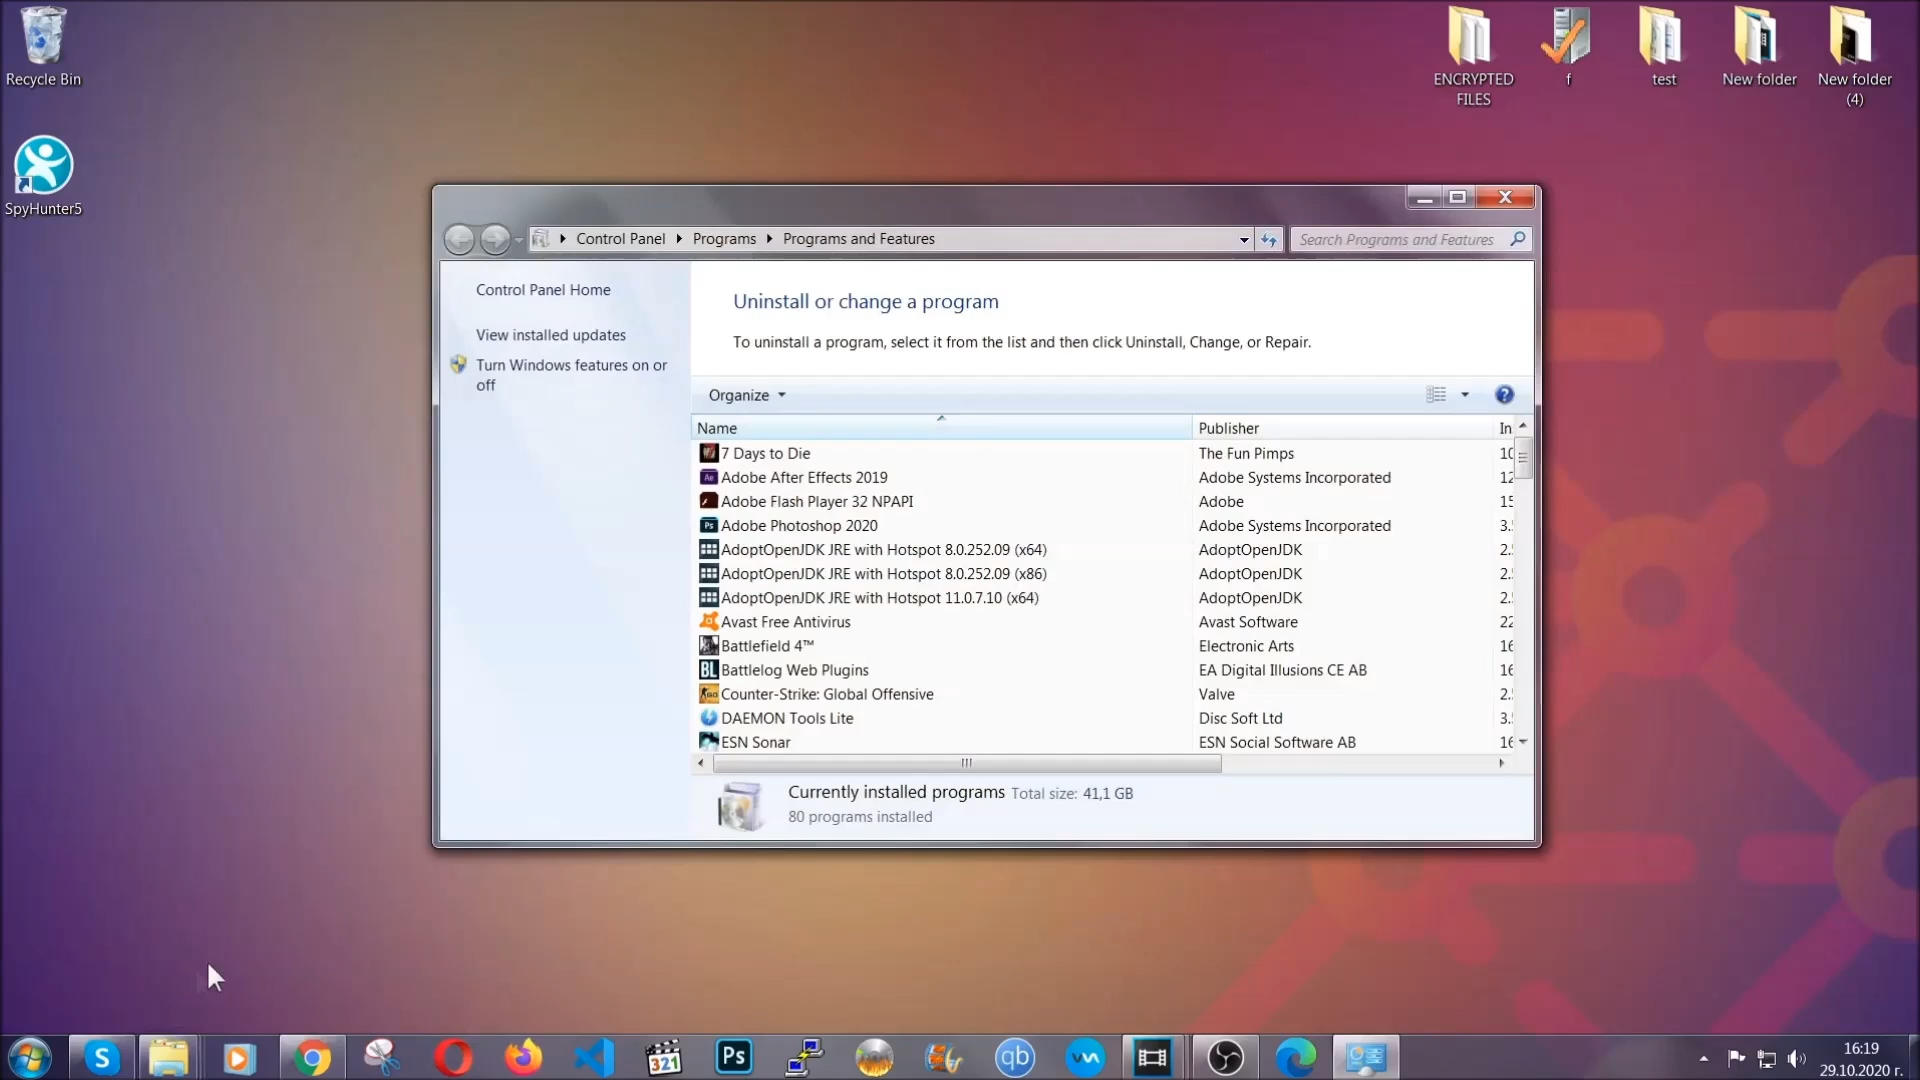 Recycle Bin
SpyHunter5
ENCRYPTED
FILES
f
test
New folder
New folder
(4)
Control Panel
Programs
Programs and Features
Search Programs and Features
Control Panel Home
View installed updates
Turn Windows features on or
off
Uninstall or change a program
To uninstall a program, select it from the list and then click Uninstall, Change, or Repair.
Organize
Name Publisher In
7 Days to Die The Fun Pimps 10
Adobe After Effects 2019 Adobe Systems Incorporated 12
Adobe Flash Player 32 NPAPI Adobe 15
Adobe Photoshop 2020 Adobe Systems Incorporated 3.
AdoptOpenJDK JRE with Hotspot 8.0.252.09 (x64) AdoptOpenJDK 2.
AdoptOpenJDK JRE with Hotspot 8.0.252.09 (x86) AdoptOpenJDK 2.
AdoptOpenJDK JRE with Hotspot 11.0.7.10 (x64) AdoptOpenJDK 2.
Avast Free Antivirus Avast Software 22
Battlefield 4™ Electronic Arts 16
BL Battlelog Web Plugins EA Digital Illusions CE AB 16
Counter-Strike: Global Offensive Valve 2.
DAEMON Tools Lite Disc Soft Ltd 3.
ESN Sonar ESN Social Software AB 16
Currently installed programs Total size: 41,1 GB
80 programs installed
S
321
Ps
qb
16:19
29.10.2020 г.